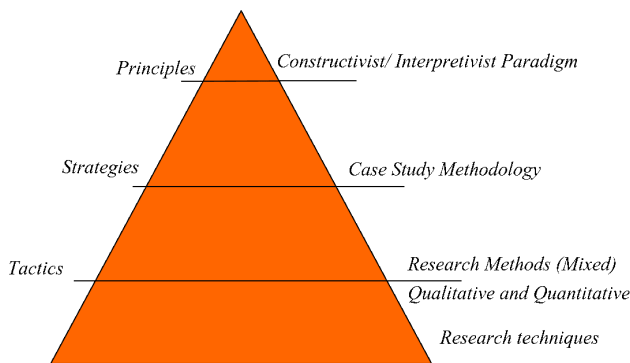 Principles
Constructivist/ Interpretivist Paradigm
Strategies
Case Study Methodology
Tactics
Research Methods (Mixed)
Qualitative and Quantitative
Research techniques